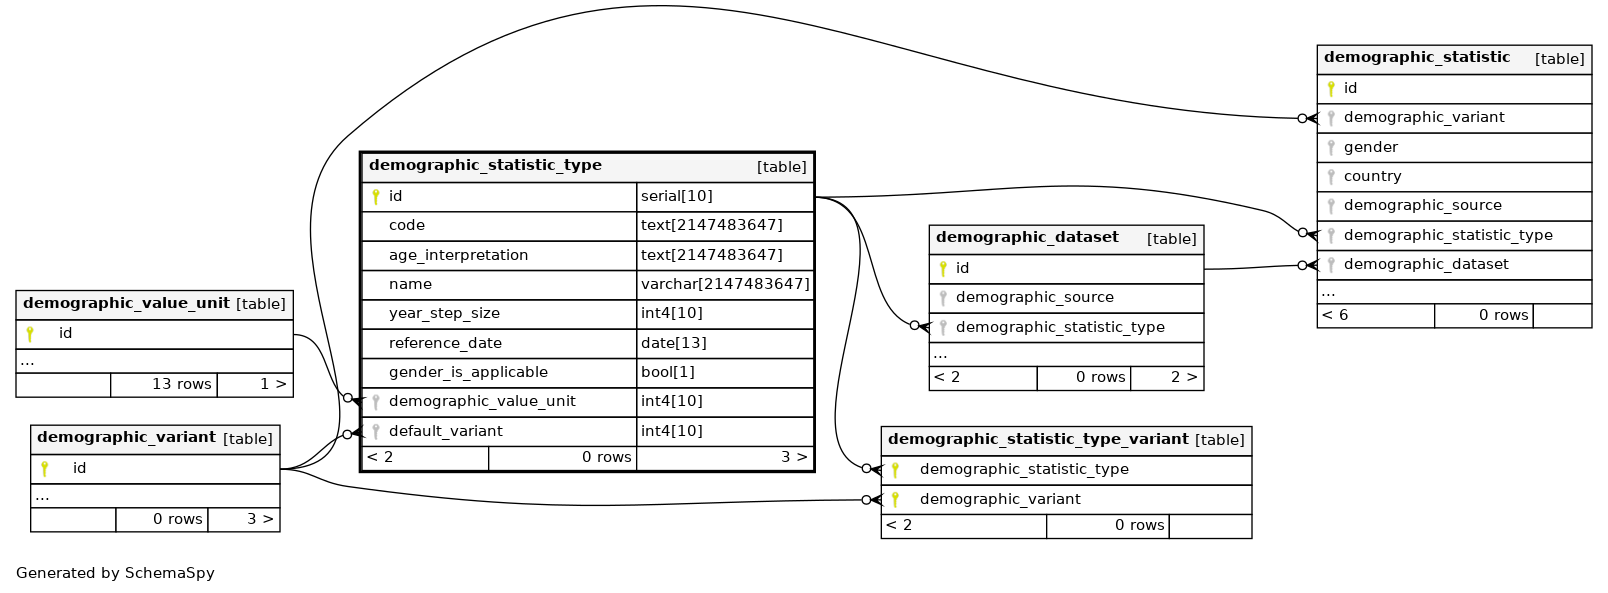 demographic_statistic [table]
id
demographic_variant
gender
country
demographic_source
demographic_statistic_type
demographic_dataset
...
< 6 0 rows
demographic_statistic_type [table]
id serial[10]
code text[2147483647]
age_interpretation text[2147483647]
name varchar[2147483647]
year_step_size int4[10]
reference_date date[13]
gender_is_applicable bool[1]
demographic_value_unit int4[10]
default_variant int4[10]
< 2 0 rows 3 >
demographic_dataset [table]
id
demographic_source
demographic_statistic_type
...
< 2 0 rows 2 >
demographic_value_unit [table]
id
...
13 rows 1 >
demographic_variant [table]
id
...
0 rows 3 >
demographic_statistic_type_variant [table]
demographic_statistic_type
demographic_variant
< 2 0 rows
Generated by SchemaSpy